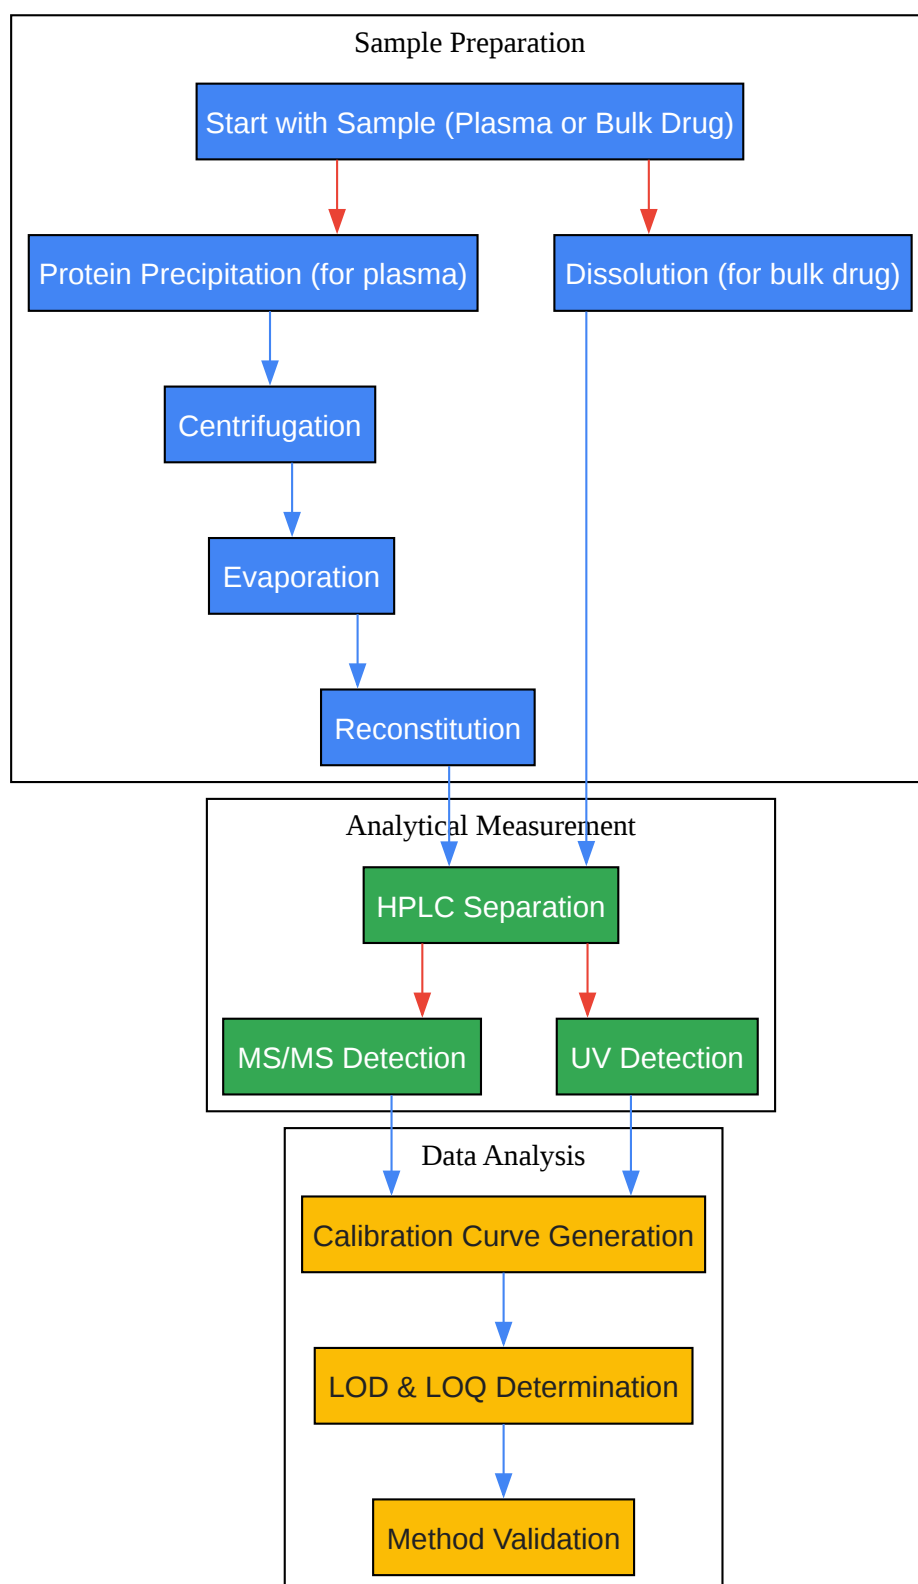 Sample Preparation
Start with Sample (Plasma or Bulk Drug)
Protein Precipitation (for plasma)
Dissolution (for bulk drug)
Centrifugation
Evaporation
Reconstitution
Analytical Measurement
HPLC Separation
MS/MS Detection
UV Detection
Data Analysis
Calibration Curve Generation
LOD & LOQ Determination
Method Validation